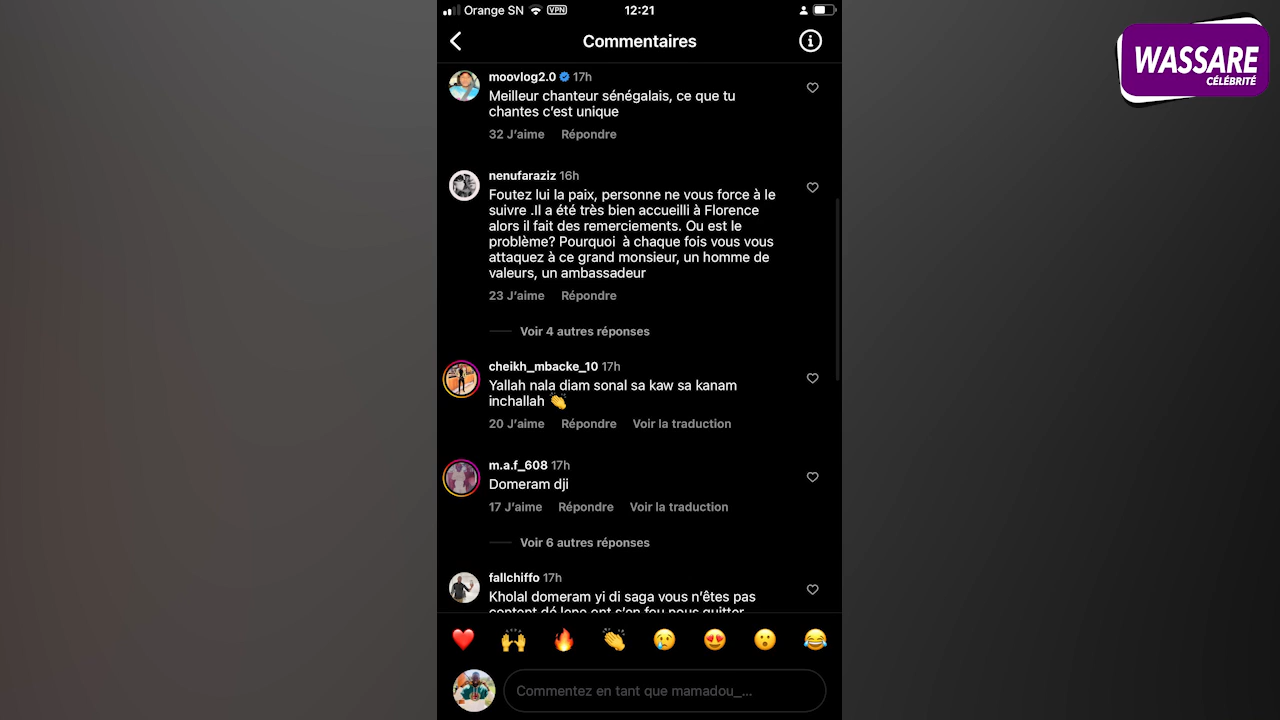 Orange SN VPN 12:21
WASSARE
CÉLÉBRITÉ
Commentaires
moovlog2.0 17h
Meilleur chanteur sénégalais, ce que tu
chantes c’est unique
32 J’aime Répondre
nenufaraziz 16h
Foutez lui la paix, personne ne vous force à le
suivre .Il a été très bien accueilli à Florence
alors il fait des remerciements. Ou est le
problème? Pourquoi à chaque fois vous vous
attaquez à ce grand monsieur, un homme de
valeurs, un ambassadeur
23 J’aime Répondre
Voir 4 autres réponses
cheikh_mbacke_10 17h
Yallah nala diam sonal sa kaw sa kanam
inchallah 👏
20 J’aime Répondre Voir la traduction
m.a.f_608 17h
Domeram dji
17 J’aime Répondre Voir la traduction
Voir 6 autres réponses
fallchiffo 17h
Kholal domeram yi di saga vous n’êtes pas
content dé lene ont s’en fou nous quitter
❤️ 🙌 🔥 👏 😢 😍 😮 😂
Commentez en tant que mamadou_...